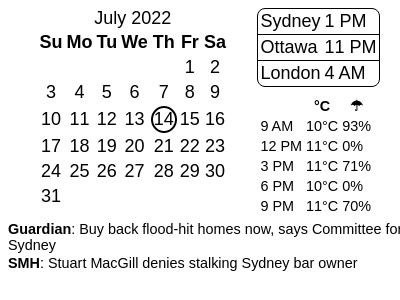 July 2022
Su Mo Tu We Th Fr Sa
1 2
3 4 5 6 7 8 9
10 11 12 13 14 15 16
17 18 19 20 21 22 23
24 25 26 27 28 29 30
31
Sydney 1 PM
Ottawa 11 PM
London 4 AM
°C ☂
9 AM 10°C 93%
12 PM 11°C 0%
3 PM 11°C 71%
6 PM 10°C 0%
9 PM 11°C 70%
Guardian: Buy back flood-hit homes now, says Committee for
Sydney
SMH: Stuart MacGill denies stalking Sydney bar owner